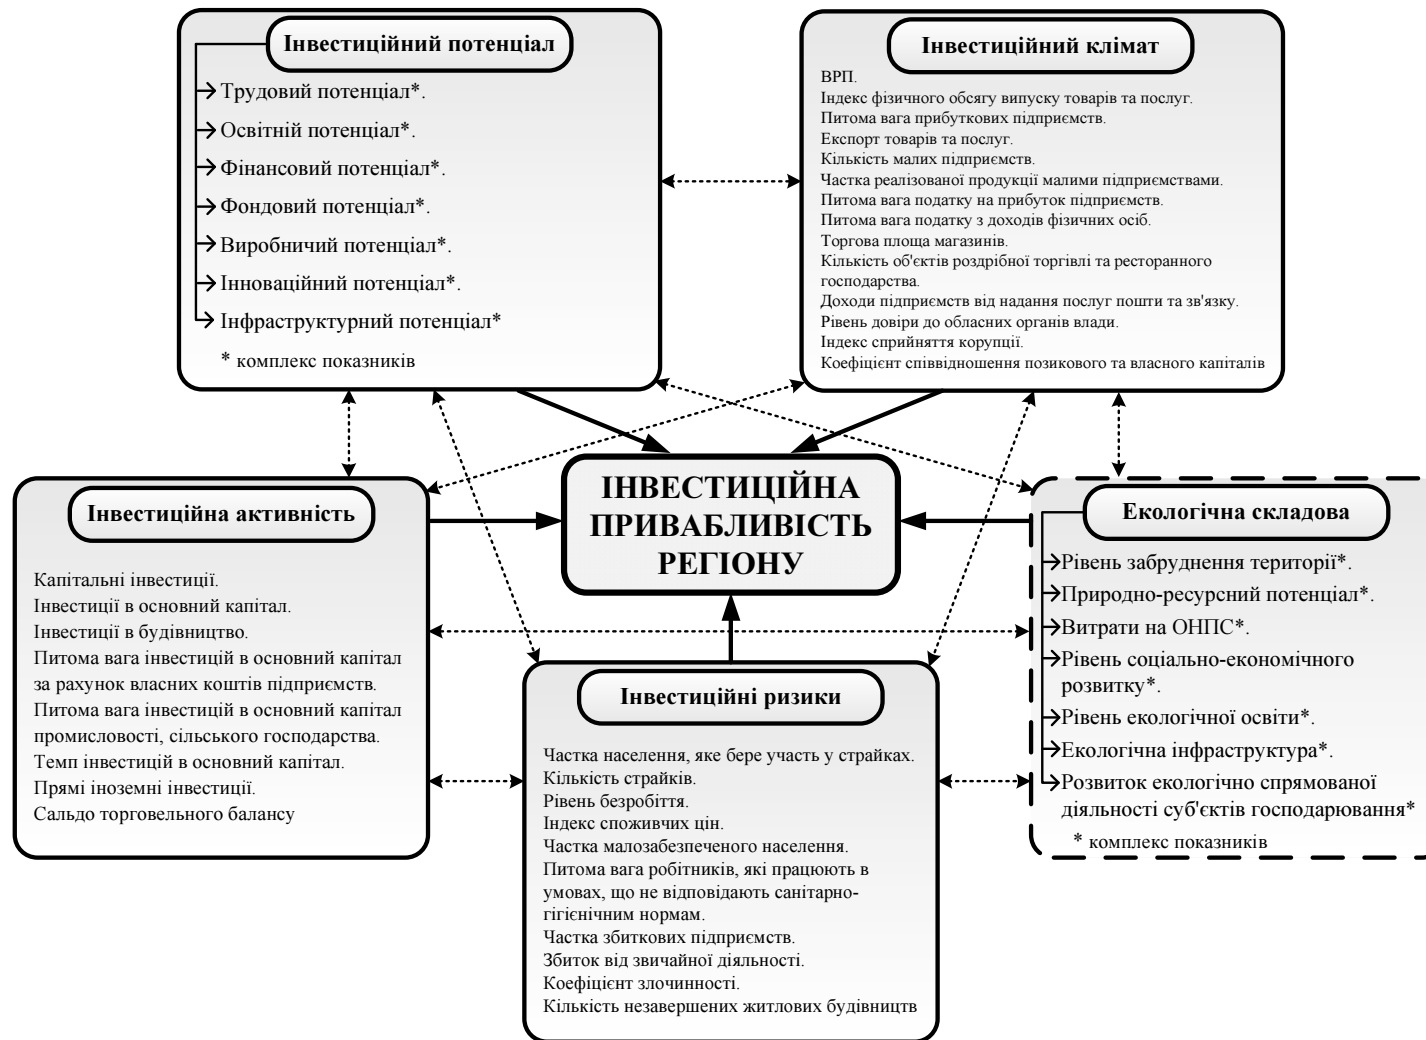 Інвестиційний потенціал
Трудовий потенціал*.
Освітній потенціал*.
Фінансовий потенціал*.
Фондовий потенціал*.
Виробничий потенціал*.
Інноваційний потенціал*.
Інфраструктурний потенціал*
* комплекс показників
Інвестиційний клімат
ВРП.
Індекс фізичного обсягу випуску товарів та послуг.
Питома вага прибуткових підприємств.
Експорт товарів та послуг.
Кількість малих підприємств.
Частка реалізованої продукції малими підприємствами.
Питома вага податку на прибуток підприємств.
Питома вага податку з доходів фізичних осіб.
Торгова площа магазинів.
Кількість об'єктів роздрібної торгівлі та ресторанного
господарства.
Доходи підприємств від надання послуг пошти та зв'язку.
Рівень довіри до обласних органів влади.
Індекс сприйняття корупції.
Коефіцієнт співвідношення позикового та власного капіталів
ІНВЕСТИЦІЙНА
ПРИВАБЛИВІСТЬ
РЕГІОНУ
Інвестиційна активність
Капітальні інвестиції.
Інвестиції в основний капітал.
Інвестиції в будівництво.
Питома вага інвестицій в основний капітал
за рахунок власних коштів підприємств.
Питома вага інвестицій в основний капітал
промисловості, сільського господарства.
Темп інвестицій в основний капітал.
Прямі іноземні інвестиції.
Сальдо торговельного балансу
Інвестиційні ризики
Частка населення, яке бере участь у страйках.
Кількість страйків.
Рівень безробіття.
Індекс споживчих цін.
Частка малозабезпеченого населення.
Питома вага робітників, які працюють в
умовах, що не відповідають санітарно-
гігієнічним нормам.
Частка збиткових підприємств.
Збиток від звичайної діяльності.
Коефіцієнт злочинності.
Кількість незавершених житлових будівництв
Екологічна складова
Рівень забруднення території*.
Природно-ресурсний потенціал*.
Витрати на ОНПС*.
Рівень соціально-економічного
розвитку*.
Рівень екологічної освіти*.
Екологічна інфраструктура*.
Розвиток екологічно спрямованої
діяльності суб'єктів господарювання*
* комплекс показників